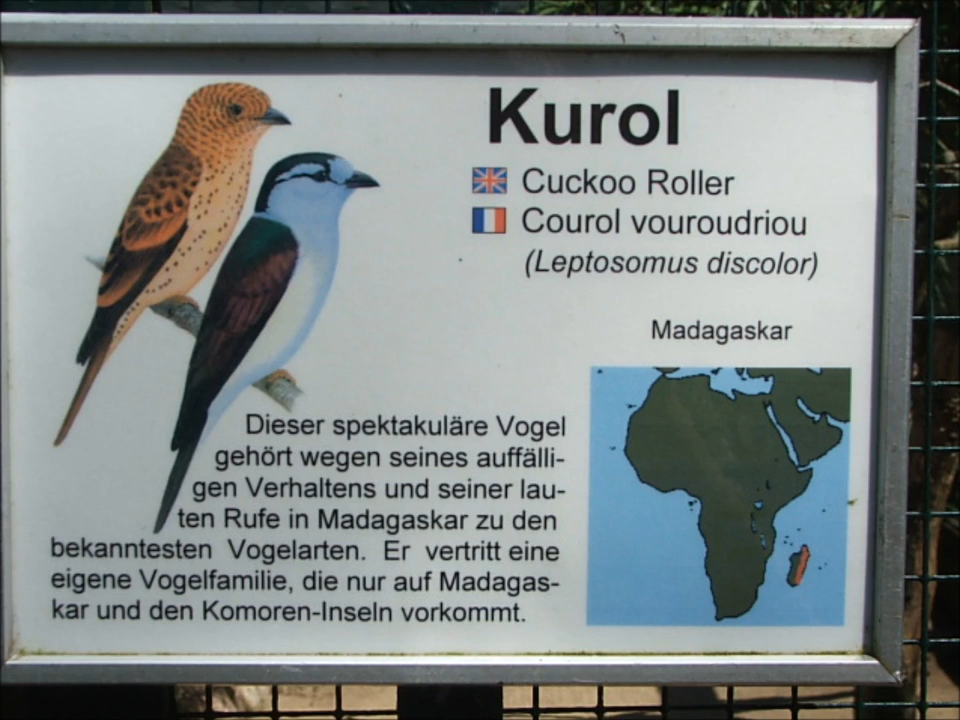 Kurol
Cuckoo Roller
Courol vouroudriou
(Leptosomus discolor)
Madagaskar
Dieser spektakuläre Vogel
gehört wegen seines auffälli-
gen Verhaltens und seiner lau-
ten Rufe in Madagaskar zu den
bekanntesten Vogelarten. Er vertritt eine
eigene Vogelfamilie, die nur auf Madagas-
kar und den Komoren-Inseln vorkommt.